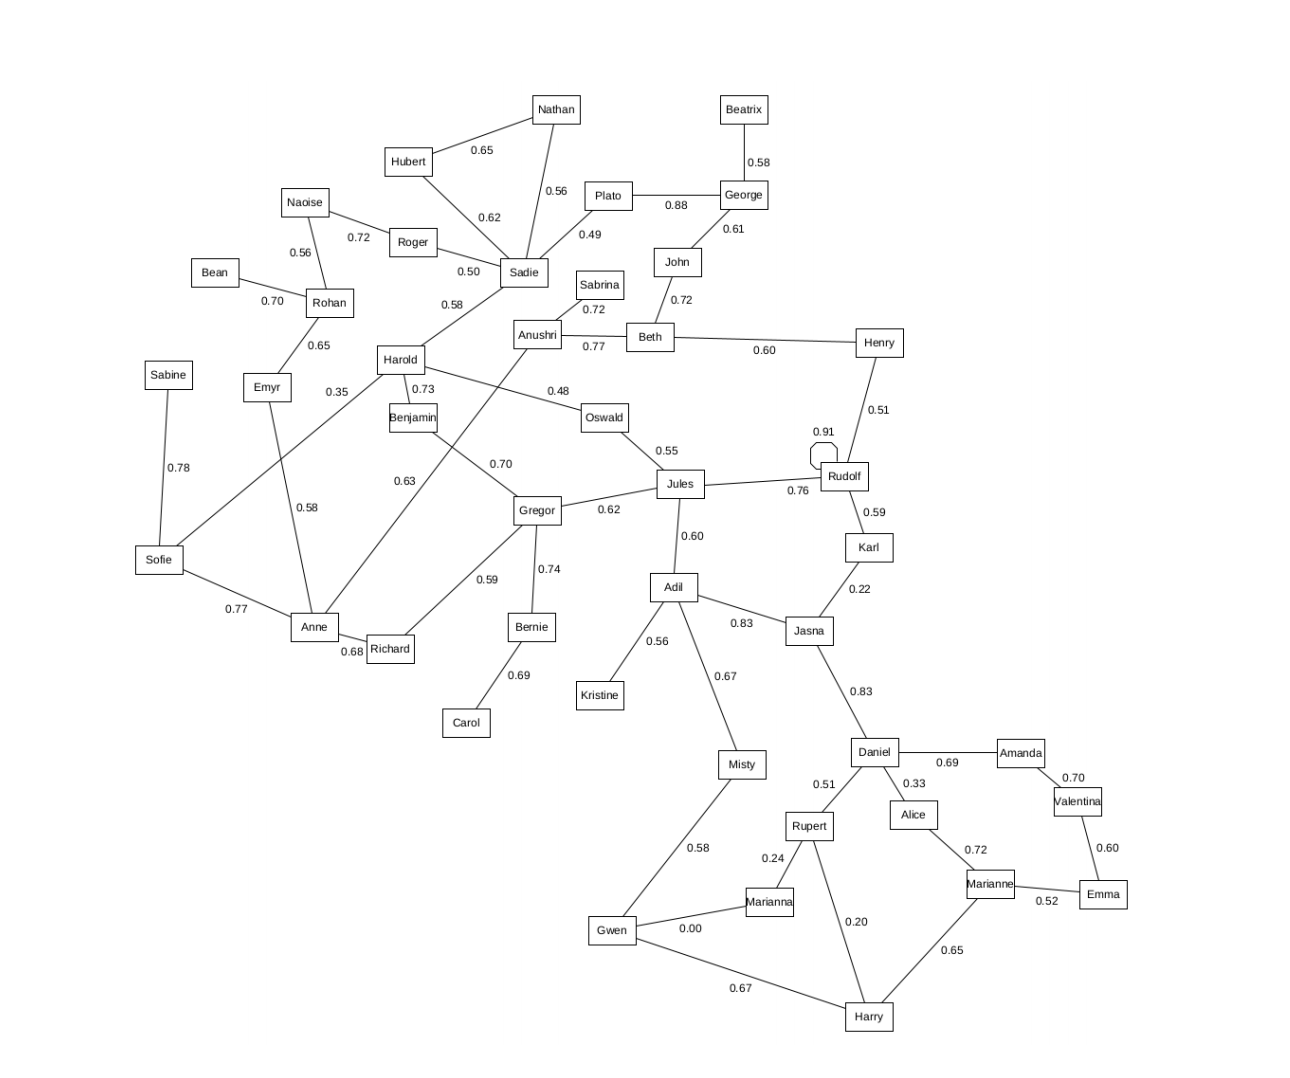 Nathan
Beatrix
Hubert
0.65
0.58
Naoise
0.56
Plato
0.88
George
0.62
0.72
Roger
0.49
0.61
0.56
0.50
John
Bean
Sadie
Sabrina
0.70
Rohan
0.58
0.72
0.72
0.65
Anushri
0.77
Beth
0.60
Henry
Harold
Sabine
Emyr
0.35
0.73
0.48
0.51
Benjamin
Oswald
0.91
0.78
0.70
0.55
0.63
Jules
0.76
Rudolf
0.58
Gregor
0.62
0.59
0.60
Karl
Sofie
0.74
0.59
Adil
0.22
0.77
0.83
Anne
Bernie
Jasna
0.68
Richard
0.56
0.69
0.67
0.83
Kristine
Carol
Daniel
Amanda
0.69
Misty
0.70
0.51
0.33
Valentina
Alice
Rupert
0.58
0.72
0.60
0.24
Marianne
Emma
Marianna
0.52
0.20
Gwen
0.00
0.65
0.67
Harry